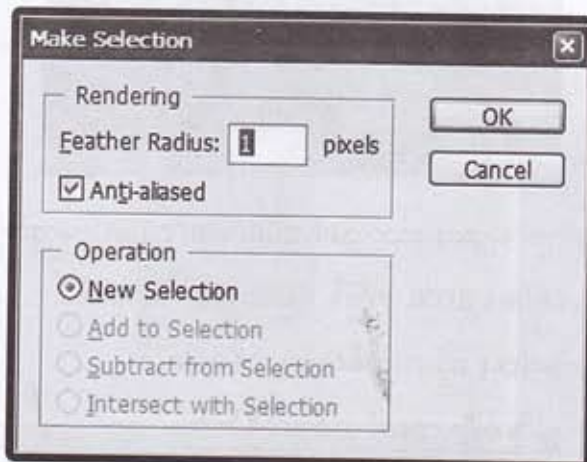 Make Selection
Rendering
Feather Radius: 1 pixels
Anti-aliased
OK
Cancel
Operation
New Selection
Add to Selection
Subtract from Selection
Intersect with Selection